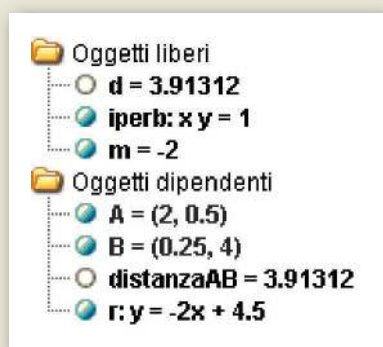 Oggetti liberi
d = 3.91312
iperb: x y = 1
m = -2
Oggetti dipendenti
A = (2, 0.5)
B = (0.25, 4)
distanzaAB = 3.91312
r: y = -2x + 4.5